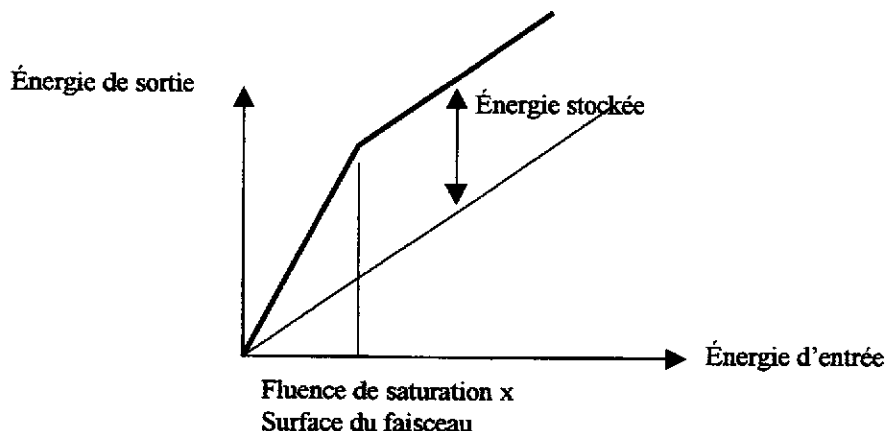 Énergie de sortie
Énergie stockée
Énergie d'entrée
Fluence de saturation x
Surface du faisceau